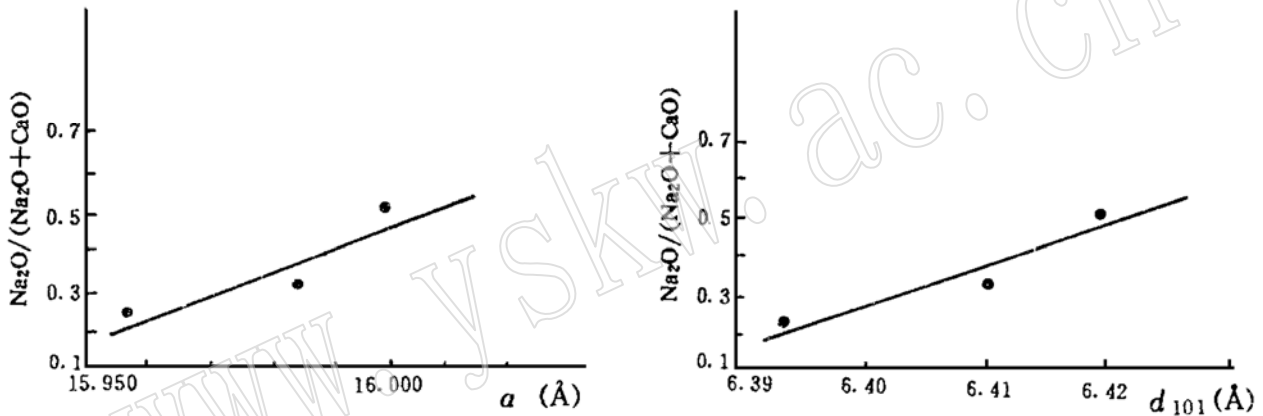 Na₂O/(Na₂O+CaO)
0.7
0.5
0.3
0.1
15.950
16.000
a (Å)
Na₂O/(Na₂O+CaO)
0.7
0.5
0.3
0.1
6.39
6.40
6.41
6.42
d₁₀₁(Å)
www.yskw.ac.cn